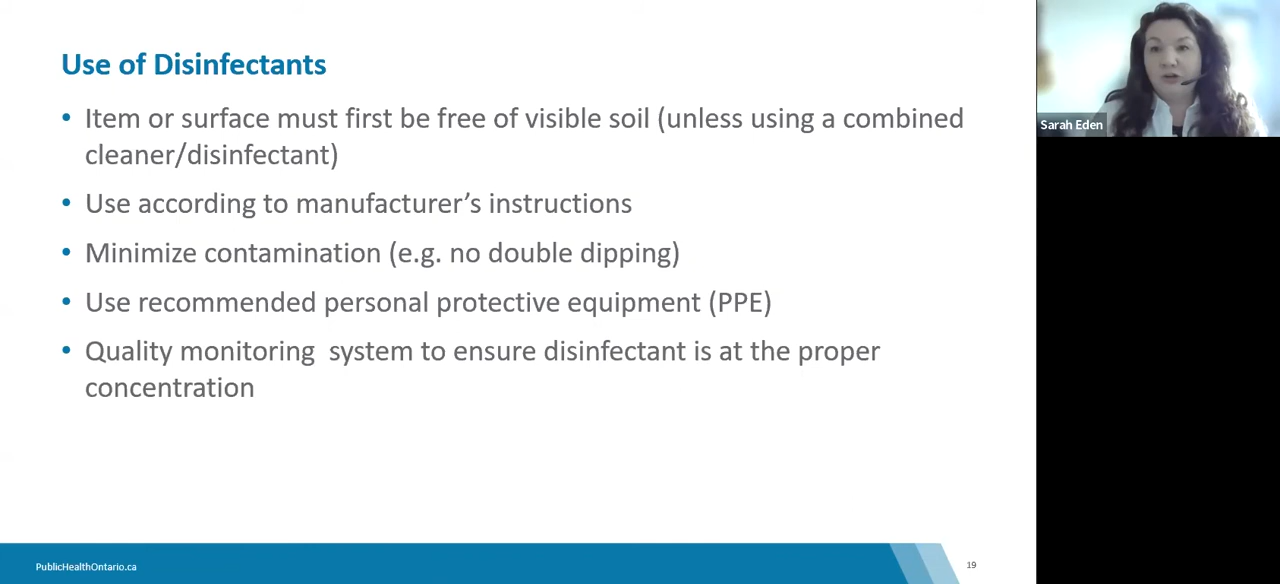 Use of Disinfectants
• Item or surface must first be free of visible soil (unless using a combined
cleaner/disinfectant)
• Use according to manufacturer’s instructions
• Minimize contamination (e.g. no double dipping)
• Use recommended personal protective equipment (PPE)
• Quality monitoring  system to ensure disinfectant is at the proper
concentration
PublicHealthOntario.ca
19
Sarah Eden